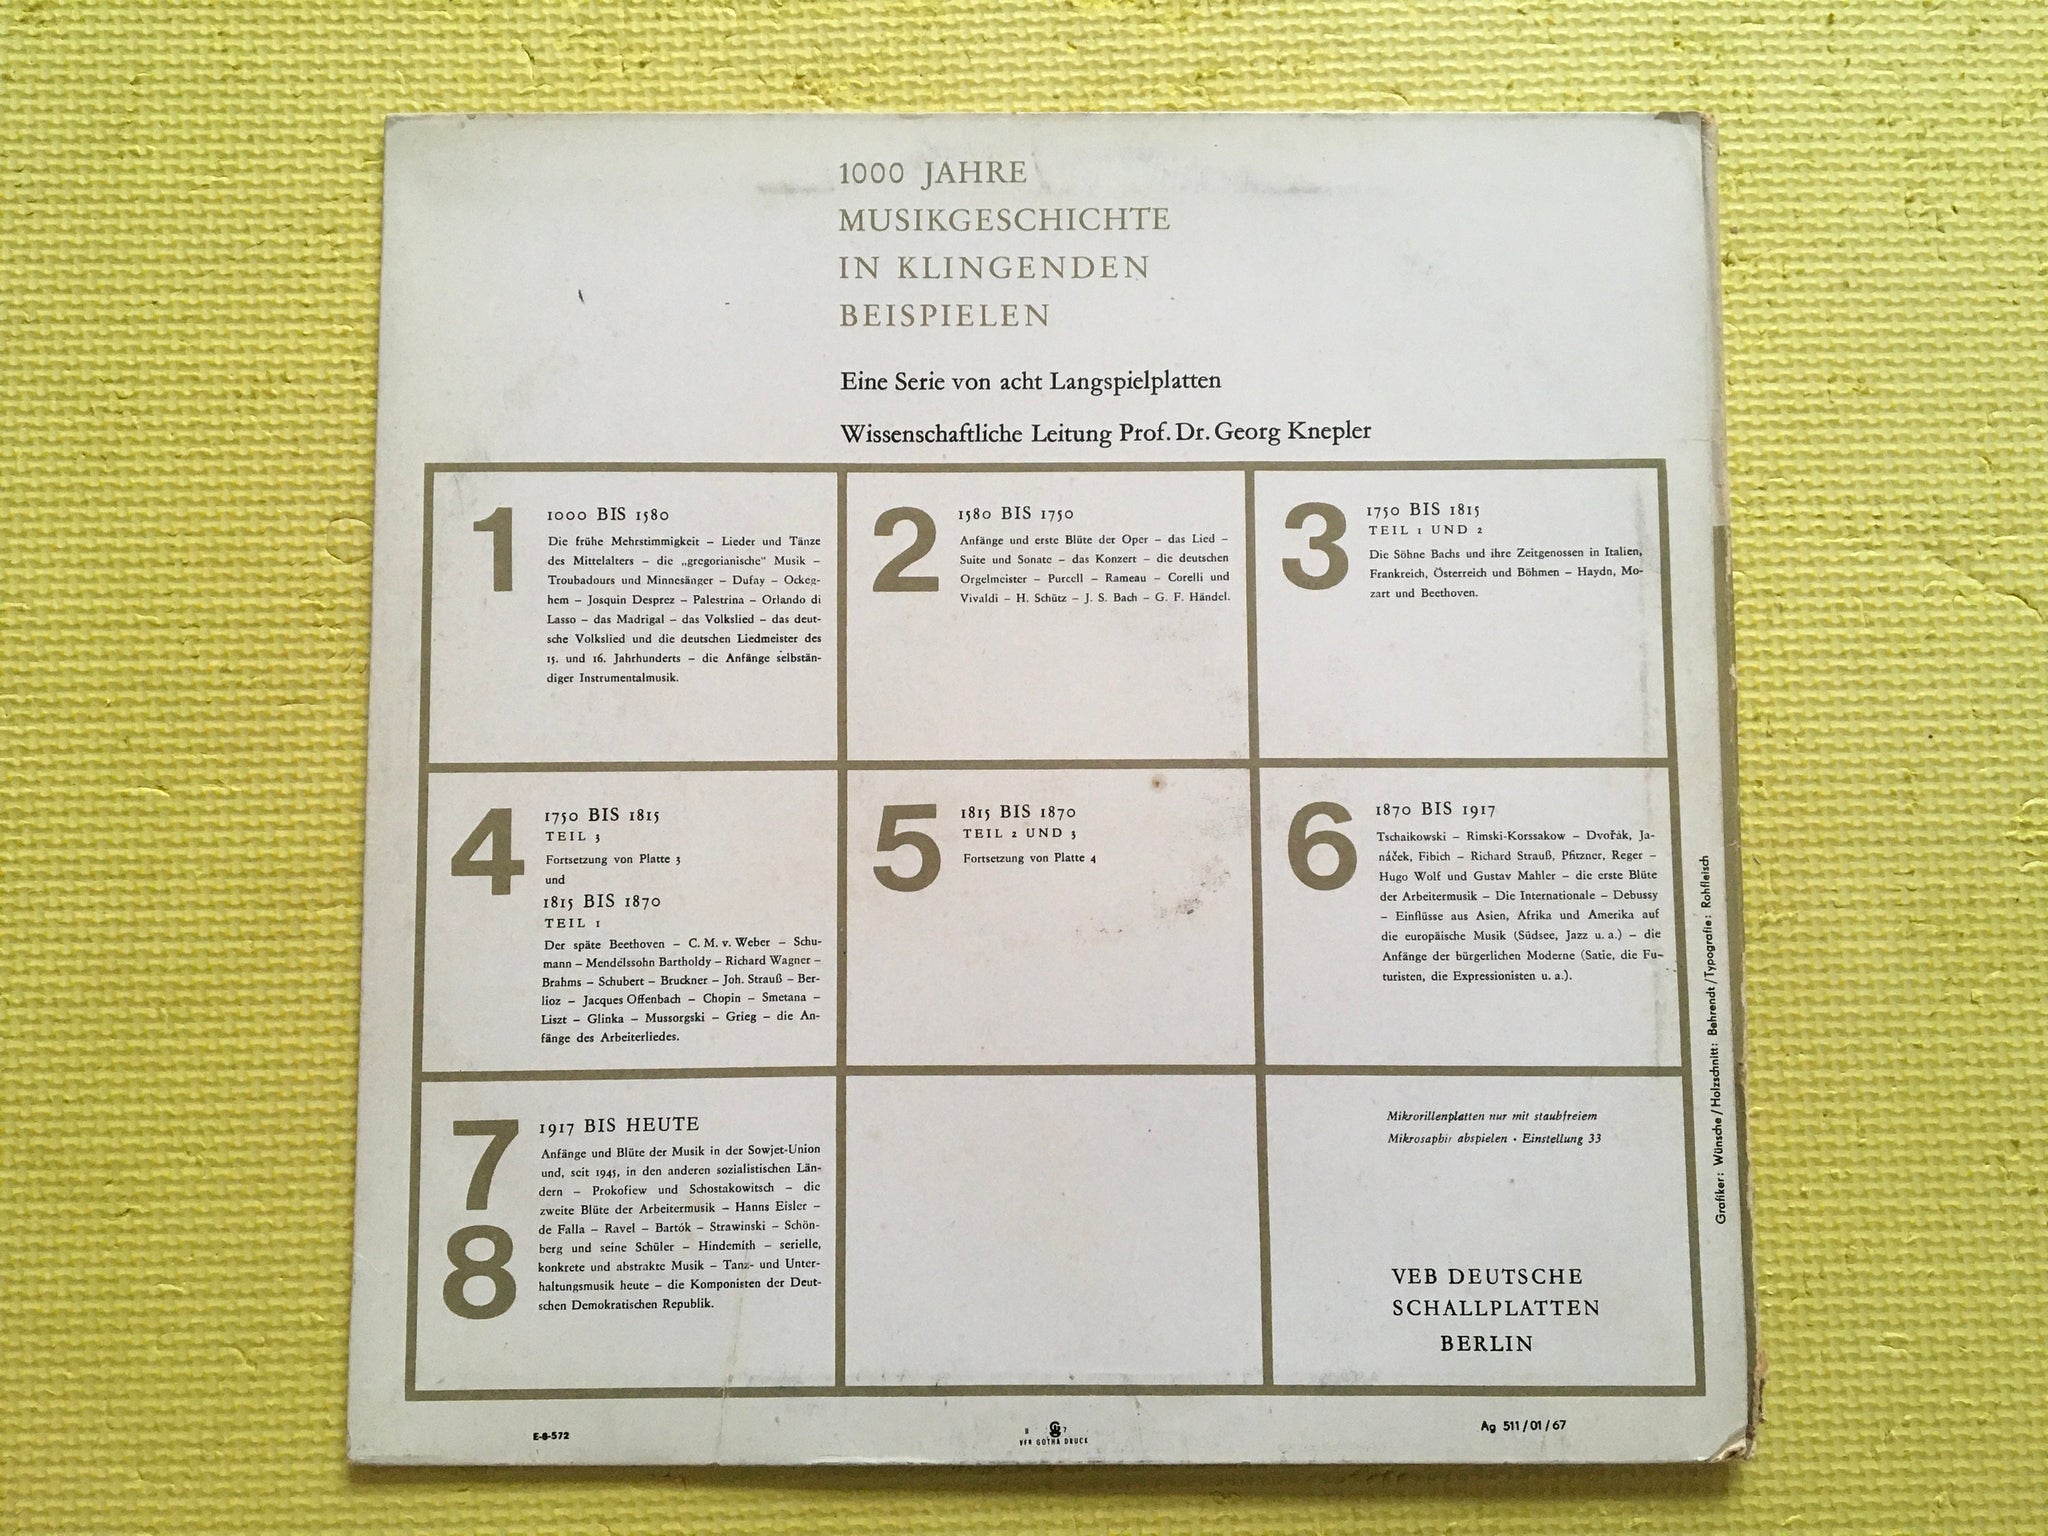 1000 JAHRE
MUSIKGESCHICHTE
IN KLINGENDEN
BEISPIELEN
Eine Serie von acht Langspielplatten
Wissenschaftliche Leitung Prof. Dr. Georg Knepler
1
1000 BIS 1580
Die frühe Mehrstimmigkeit – Lieder und Tänze
des Mittelalters – die „gregorianische“ Musik –
Troubadours und Minnesänger – Dufay – Ockeg-
hem – Josquin Desprez – Palestrina – Orlando di
Lasso – das Madrigal – das Volkslied – das deut-
sche Volkslied und die deutschen Liedmeister des
15. und 16. Jahrhunderts – die Anfänge selbstän-
diger Instrumentalmusik.
2
1580 BIS 1750
Anfänge und erste Blüte der Oper – das Lied –
Suite und Sonate – das Konzert – die deutschen
Orgelmeister – Purcell – Rameau – Corelli und
Vivaldi – H. Schütz – J. S. Bach – G. F. Händel.
3
1750 BIS 1815
TEIL 1 UND 2
Die Söhne Bachs und ihre Zeitgenossen in Italien,
Frankreich, Österreich und Böhmen – Haydn, Mo-
zart und Beethoven.
4
1750 BIS 1815
TEIL 3
Fortsetzung von Platte 3
und
1815 BIS 1870
TEIL 1
Der späte Beethoven – C. M. v. Weber – Schu-
mann – Mendelssohn Bartholdy – Richard Wagner –
Brahms – Schubert – Bruckner – Joh. Strauß – Ber-
lioz – Jacques Offenbach – Chopin – Smetana –
Liszt – Glinka – Mussorgski – Grieg – die An-
fänge des Arbeiterliedes.
5
1815 BIS 1870
TEIL 2 UND 3
Fortsetzung von Platte 4
6
1870 BIS 1917
Tschaikowski – Rimski-Korssakow – Dvořák, Ja-
náček, Fibich – Richard Strauß, Pfitzner, Reger –
Hugo Wolf und Gustav Mahler – die erste Blüte
der Arbeitermusik – Die Internationale – Debussy
– Einflüsse aus Asien, Afrika und Amerika auf
die europäische Musik (Südsee, Jazz u. a.) – die
Anfänge der bürgerlichen Moderne (Satie, die Fu-
turisten, die Expressionisten u. a.).
7
8
1917 BIS HEUTE
Anfänge und Blüte der Musik in der Sowjet-Union
und, seit 1945, in den anderen sozialistischen Län-
dern – Prokofiew und Schostakowitsch – die
zweite Blüte der Arbeitermusik – Hanns Eisler –
de Falla – Ravel – Bartók – Strawinski – Schön-
berg und seine Schüler – Hindemith – serielle,
konkrete und abstrakte Musik – Tanz- und Unter-
haltungsmusik heute – die Komponisten der Deut-
schen Demokratischen Republik.
Mikrorillenplatten nur mit staubfreiem
Mikrosaphir abspielen · Einstellung 33
VEB DEUTSCHE
SCHALLPLATTEN
BERLIN
Grafiker: Wünsche / Holzschnitt: Behrendt / Typografie: Rohfleisch
E-8-572
VEB GOTHA DRUCK
Ag 511/01/67